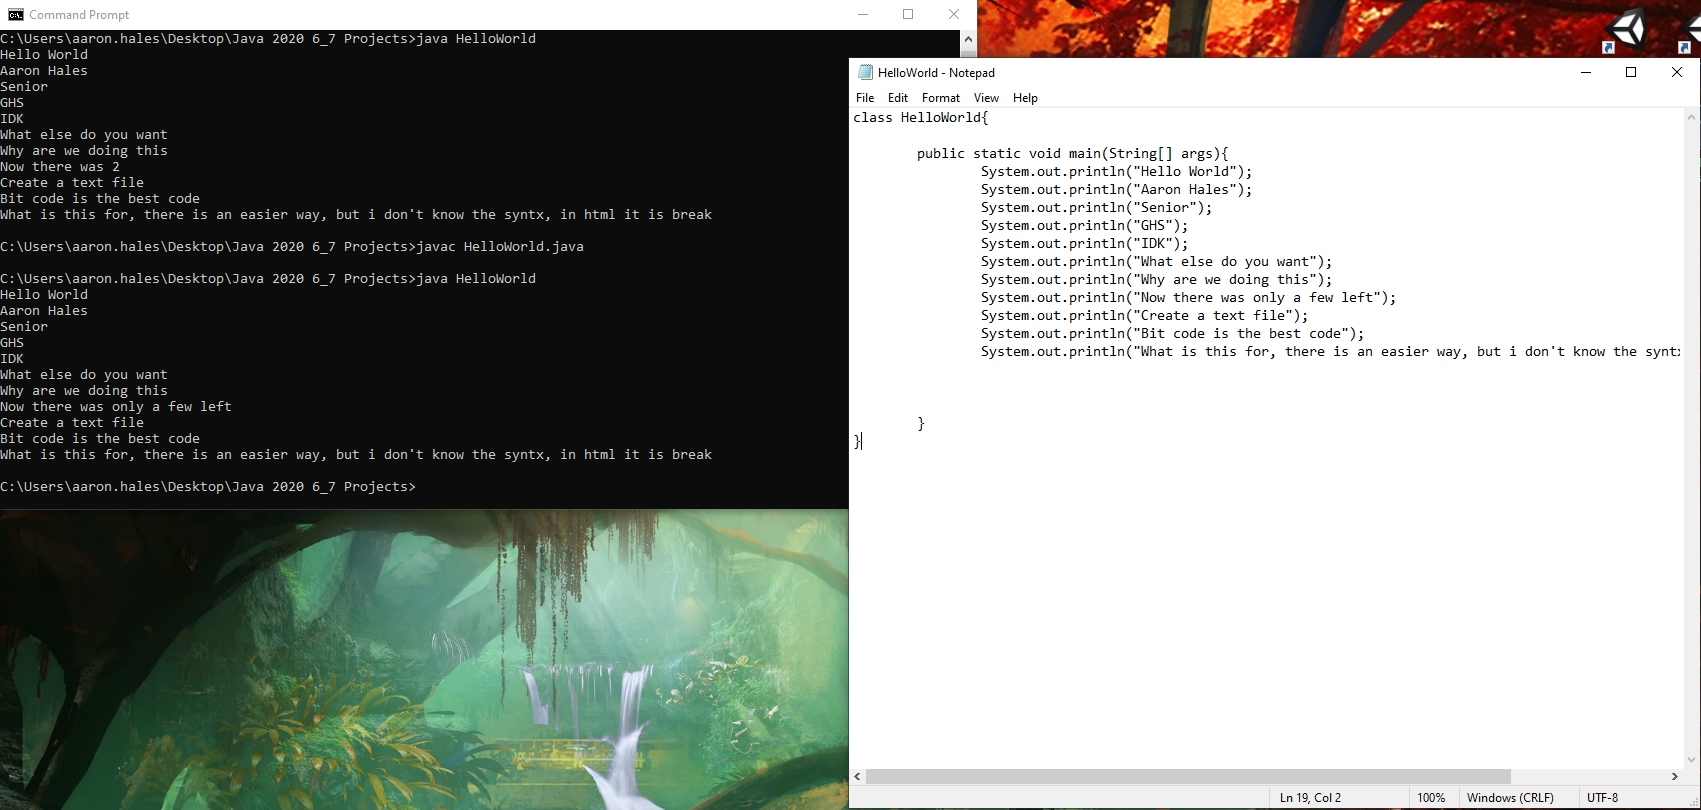 Command Prompt
C:\Users\aaron.hales\Desktop\Java 2020 6_7 Projects>java HelloWorld
Hello World
Aaron Hales
Senior
GHS
IDK
What else do you want
Why are we doing this
Now there was 2
Create a text file
Bit code is the best code
What is this for, there is an easier way, but i don't know the syntx, in html it is break
C:\Users\aaron.hales\Desktop\Java 2020 6_7 Projects>javac HelloWorld.java
C:\Users\aaron.hales\Desktop\Java 2020 6_7 Projects>java HelloWorld
Hello World
Aaron Hales
Senior
GHS
IDK
What else do you want
Why are we doing this
Now there was only a few left
Create a text file
Bit code is the best code
What is this for, there is an easier way, but i don't know the syntx, in html it is break
C:\Users\aaron.hales\Desktop\Java 2020 6_7 Projects>
HelloWorld - Notepad
File Edit Format View Help
class HelloWorld{
public static void main(String[] args){
System.out.println("Hello World");
System.out.println("Aaron Hales");
System.out.println("Senior");
System.out.println("GHS");
System.out.println("IDK");
System.out.println("What else do you want");
System.out.println("Why are we doing this");
System.out.println("Now there was only a few left");
System.out.println("Create a text file");
System.out.println("Bit code is the best code");
System.out.println("What is this for, there is an easier way, but i don't know the syntx
}
}
Ln 19, Col 2 100% Windows (CRLF) UTF-8